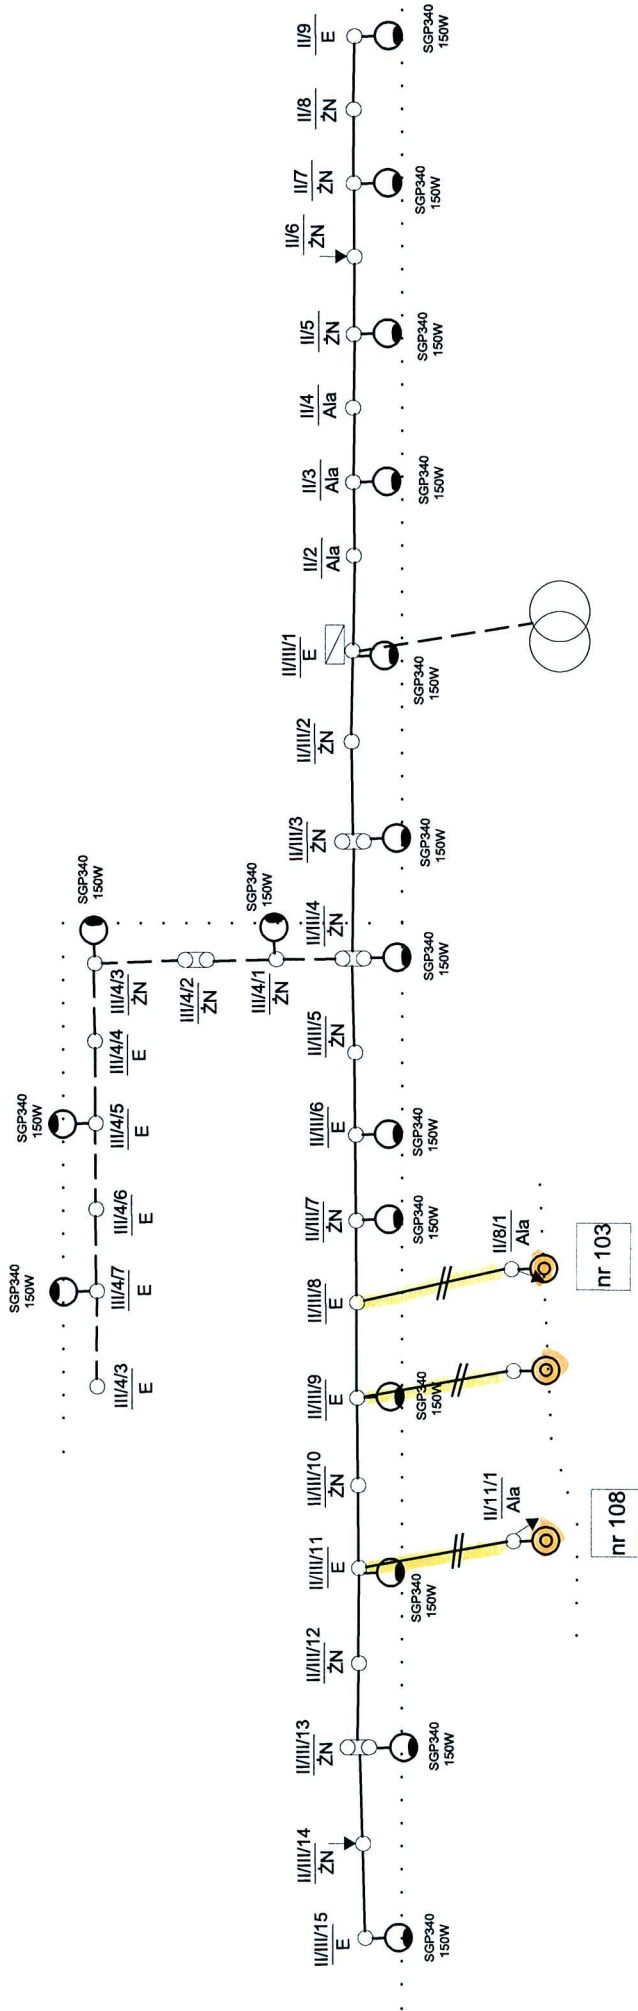 SGP340
150W
SGP340
150W
SGP340
150W
SGP340
150W
III/4/3
E
III/4/7
E
III/4/6
E
III/4/5
E
III/4/4
E
III/4/3
ŻN
III/4/2
ŻN
III/4/1
ŻN
II/III/15
E
II/III/14
ŻN
II/III/13
ŻN
II/III/12
ŻN
II/III/11
E
II/III/10
ŻN
II/III/9
E
II/III/8
E
II/III/7
ŻN
II/III/6
E
II/III/5
ŻN
II/III/4
ŻN
II/III/3
ŻN
II/III/2
ŻN
II/III/1
E
II/2
Ala
II/3
Ala
II/4
Ala
II/5
ŻN
II/6
ŻN
II/7
ŻN
II/8
ŻN
II/9
E
SGP340
150W
SGP340
150W
SGP340
150W
SGP340
150W
SGP340
150W
SGP340
150W
SGP340
150W
SGP340
150W
SGP340
150W
SGP340
150W
SGP340
150W
SGP340
150W
SGP340
150W
II/11/1
Ala
II/8/1
Ala
nr 108
nr 103